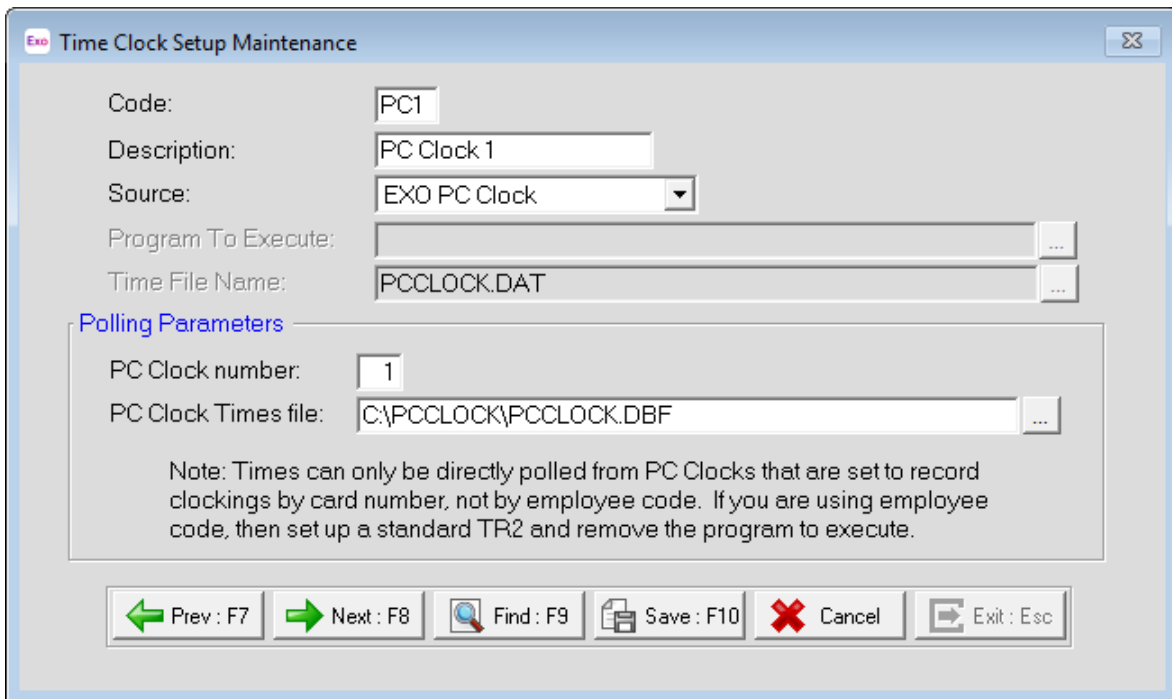 Exo Time Clock Setup Maintenance
Code: PC1
Description: PC Clock 1
Source: EXO PC Clock
Program To Execute: ...
Time File Name: PCCLOCK.DAT ...
Polling Parameters
PC Clock number: 1
PC Clock Times file: C:\PCCLOCK\PCCLOCK.DBF ...
Note: Times can only be directly polled from PC Clocks that are set to record
clockings by card number, not by employee code. If you are using employee
code, then set up a standard TR2 and remove the program to execute.
Prev : F7 Next : F8 Find : F9 Save : F10 Cancel Exit : Esc